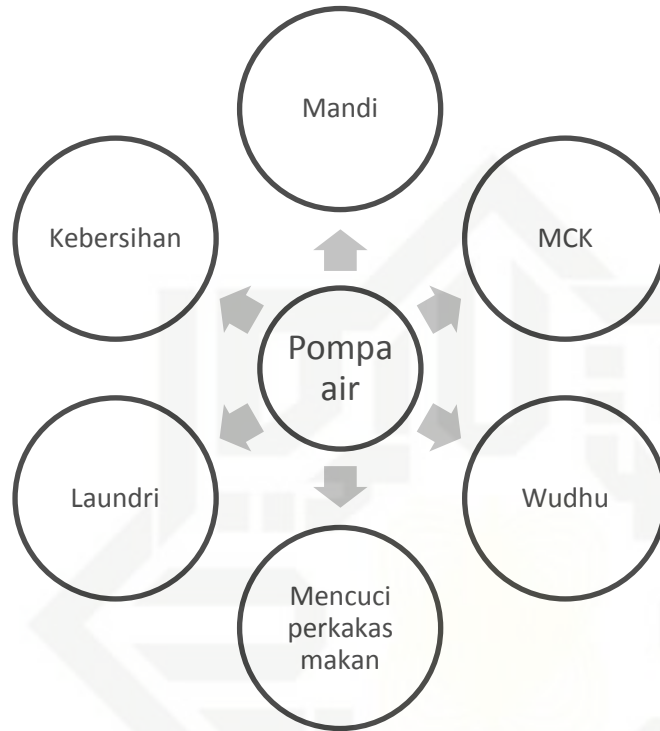 Mandi
Kebersihan
MCK
Pompa
air
Laundri
Wudhu
Mencuci
perkakas
makan